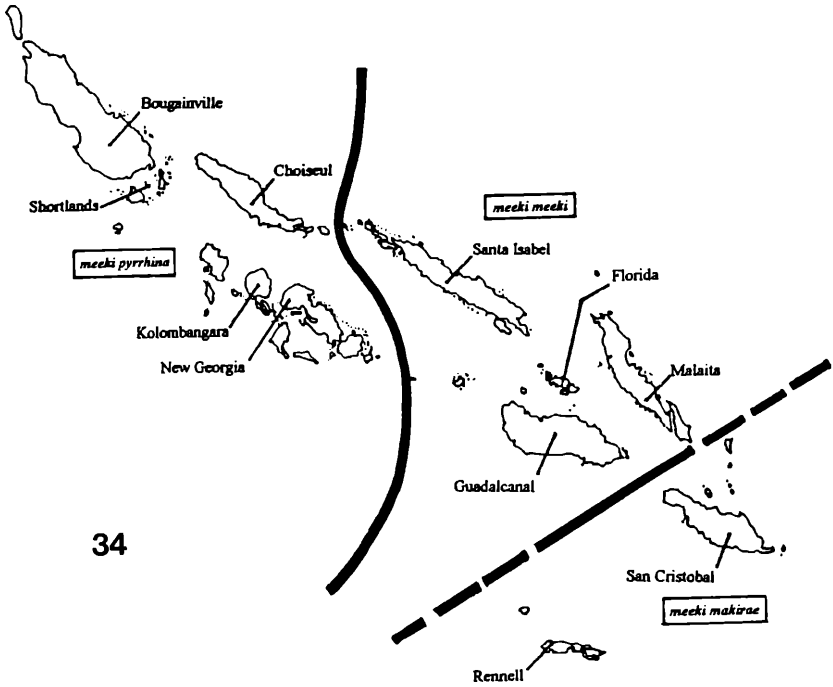 Bougainville
Choiseul
Shortlands
meeki meeki
Santa Isabel
meeki pyrrhina
Florida
Kolombangara
New Georgia
Malaita
Guadalcanal
34
San Cristobal
meeki makirae
Rennell